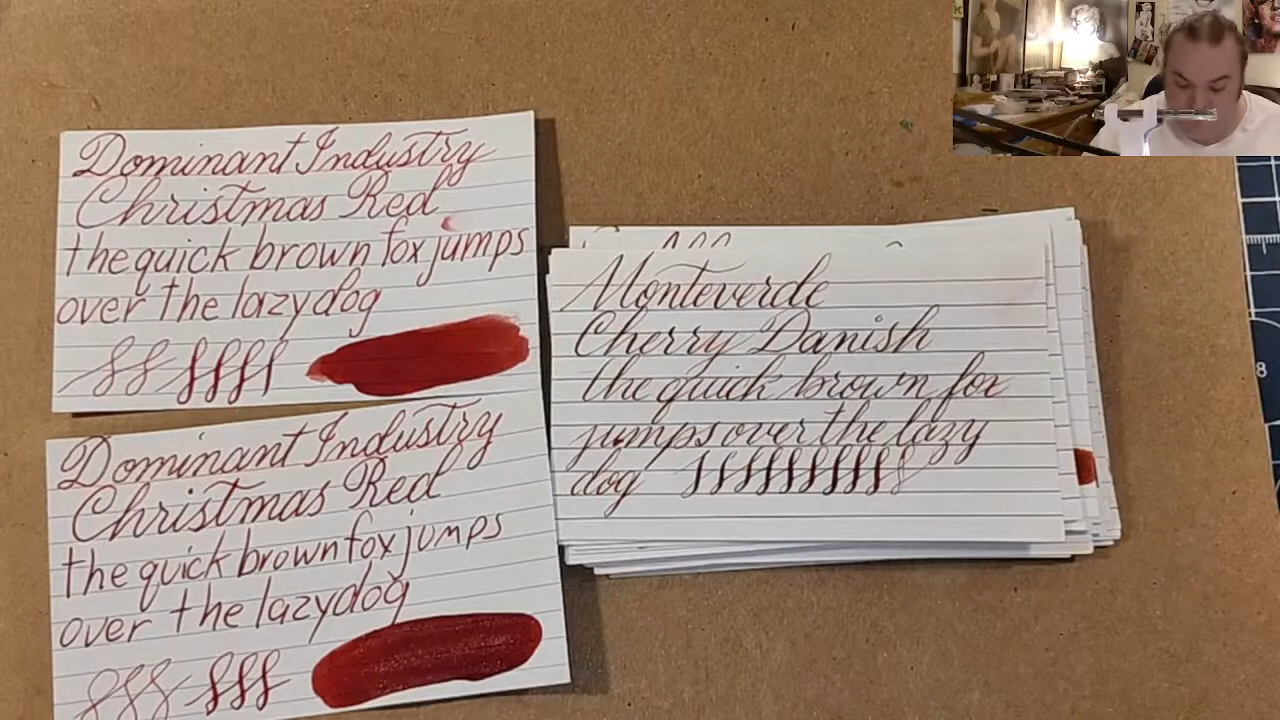 Dominant Industry
Christmas Red
the quick brown fox jumps
over the lazy dog
Dominant Industry
Christmas Red
the quick brown fox jumps
over the lazy dog
Monteverde
Cherry Danish
the quick brown fox
jumps over the lazy
dog
8